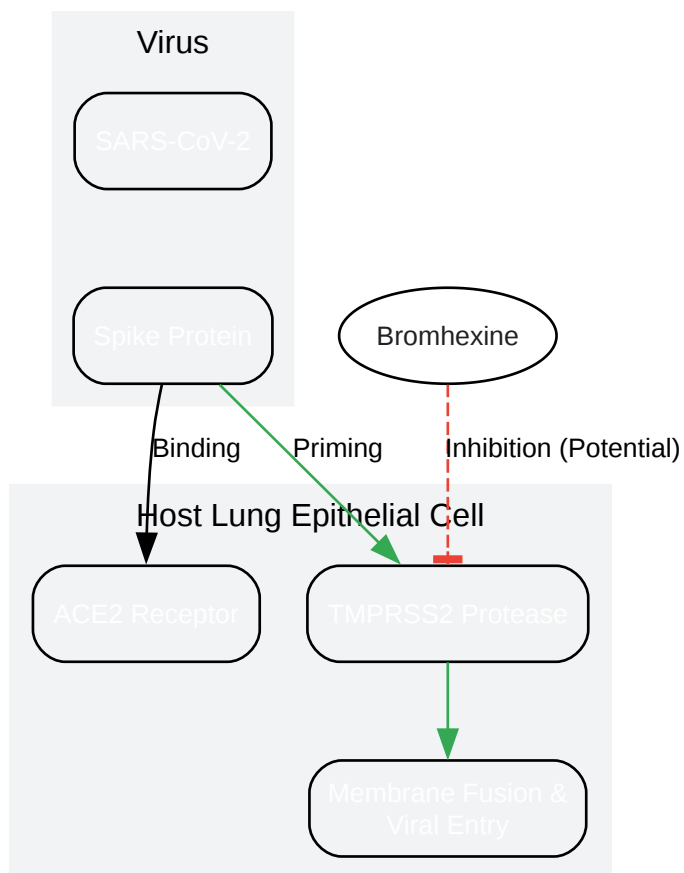 Virus
SARS-CoV-2
Spike Protein
Bromhexine
Binding
Priming
Inhibition (Potential)
Host Lung Epithelial Cell
ACE2 Receptor
TMPRSS2 Protease
Membrane Fusion &
Viral Entry